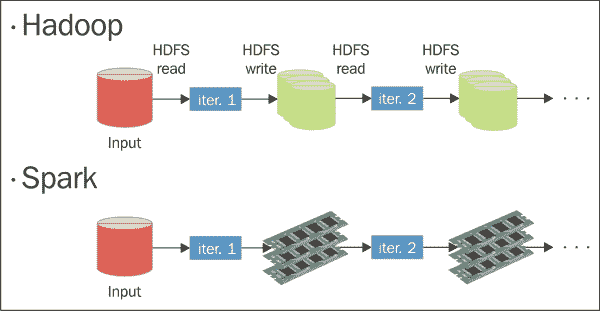 · Hadoop
HDFS read
HDFS write
HDFS read
HDFS write
iter. 1
iter. 2
. . .
Input
· Spark
iter. 1
iter. 2
. . .
Input